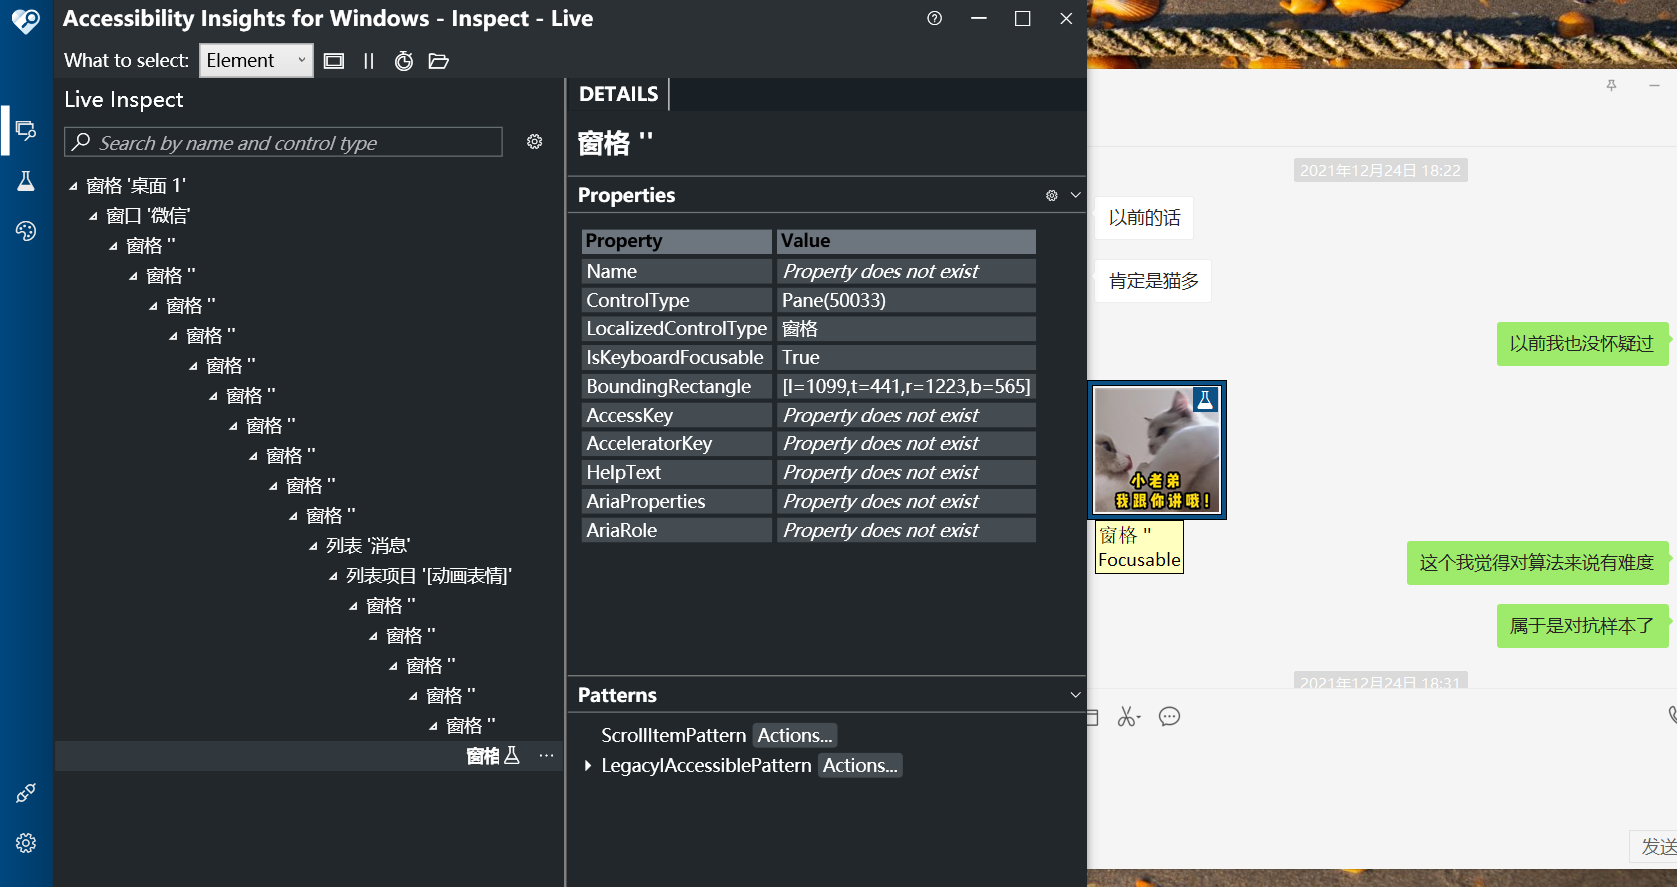 Accessibility Insights for Windows - Inspect - Live
What to select:
Element
Live Inspect
Search by name and control type
窗格 '桌面 1'
窗口 '微信'
窗格 ''
窗格 ''
窗格 ''
窗格 ''
窗格 ''
窗格 ''
窗格 ''
窗格 ''
窗格 ''
窗格 ''
列表 '消息'
列表项目 '[动画表情]'
窗格 ''
窗格 ''
窗格 ''
窗格 ''
窗格 ''
窗格
DETAILS
窗格 ''
Properties
Property Value
Name Property does not exist
ControlType Pane(50033)
LocalizedControlType 窗格
IsKeyboardFocusable True
BoundingRectangle [l=1099,t=441,r=1223,b=565]
AccessKey Property does not exist
AcceleratorKey Property does not exist
HelpText Property does not exist
AriaProperties Property does not exist
AriaRole Property does not exist
Patterns
ScrollItemPattern Actions...
LegacyIAccessiblePattern Actions...
2021年12月24日 18:22
以前的话
肯定是猫多
以前我也没怀疑过
小老弟
我跟你讲哦!
窗格 ''
Focusable
这个我觉得对算法来说有难度
属于是对抗样本了
2021年12月24日 18:31
发送